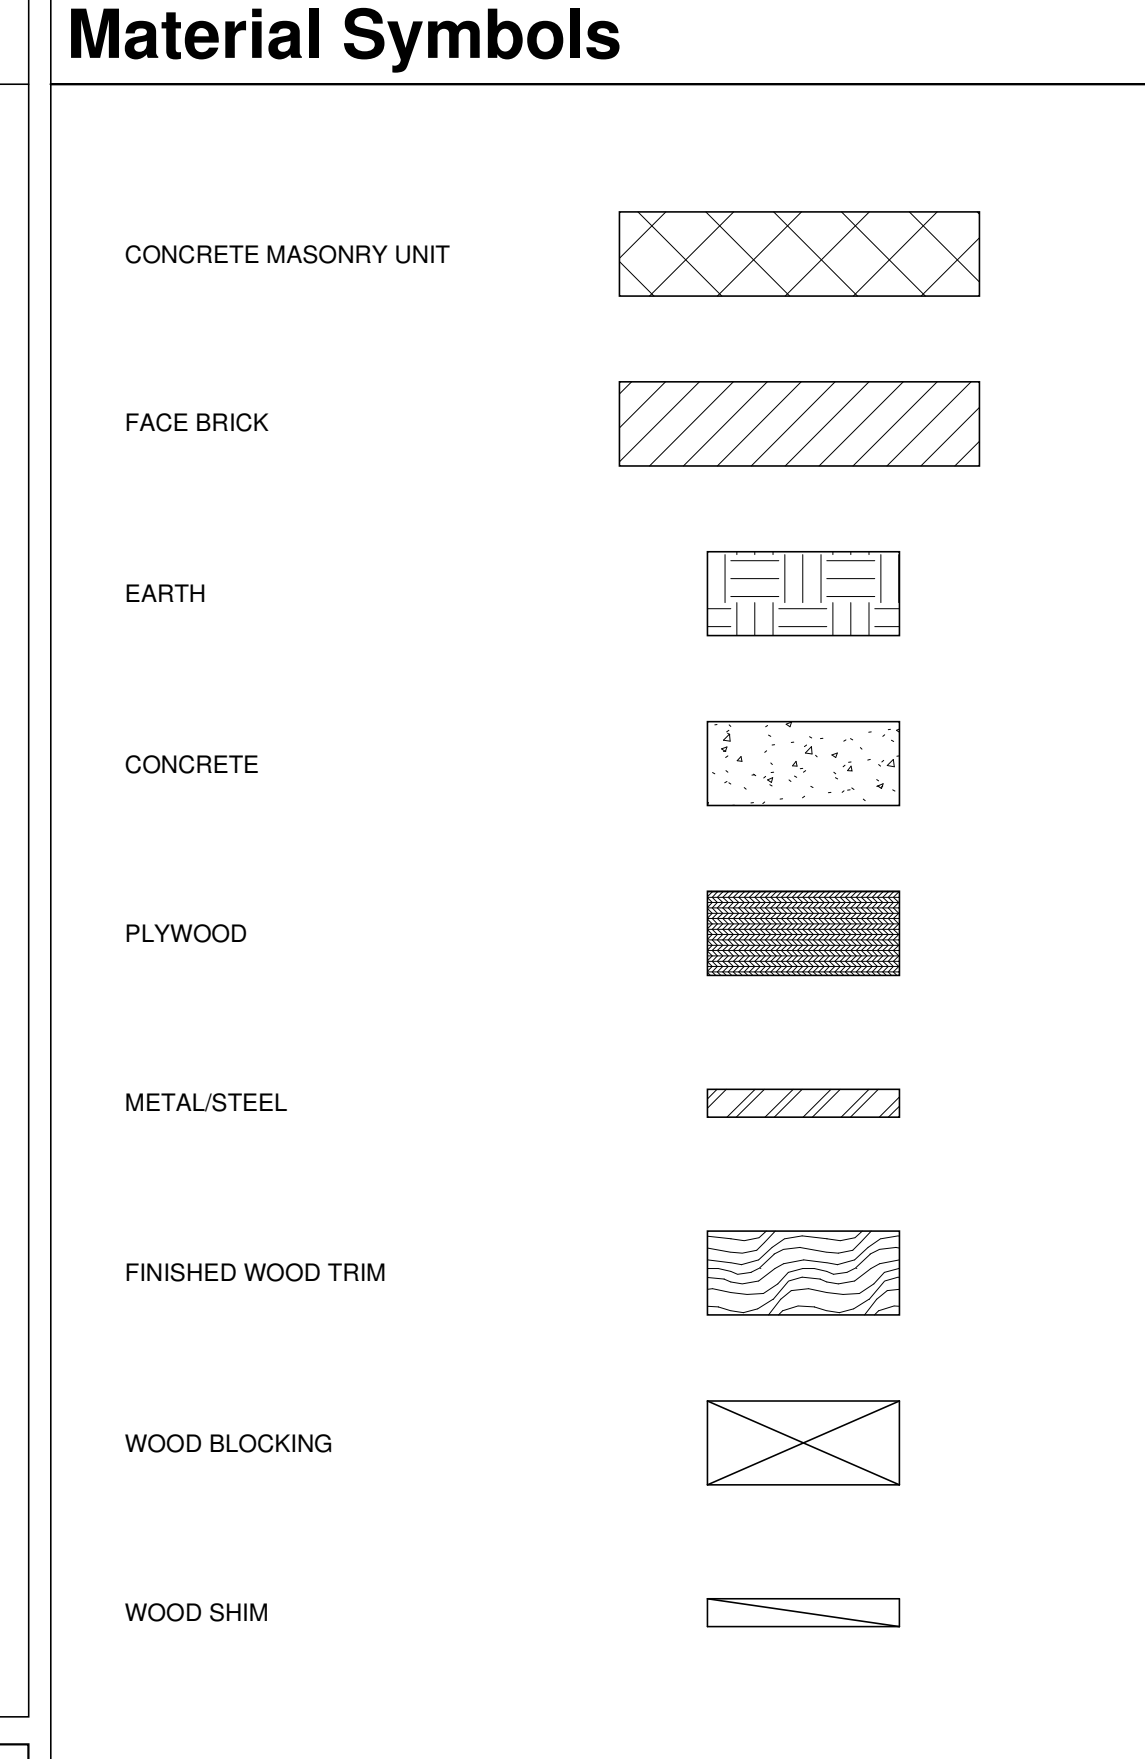 Material Symbols
CONCRETE MASONRY UNIT
FACE BRICK
EARTH
CONCRETE
PLYWOOD
METAL/STEEL
FINISHED WOOD TRIM
WOOD BLOCKING
WOOD SHIM